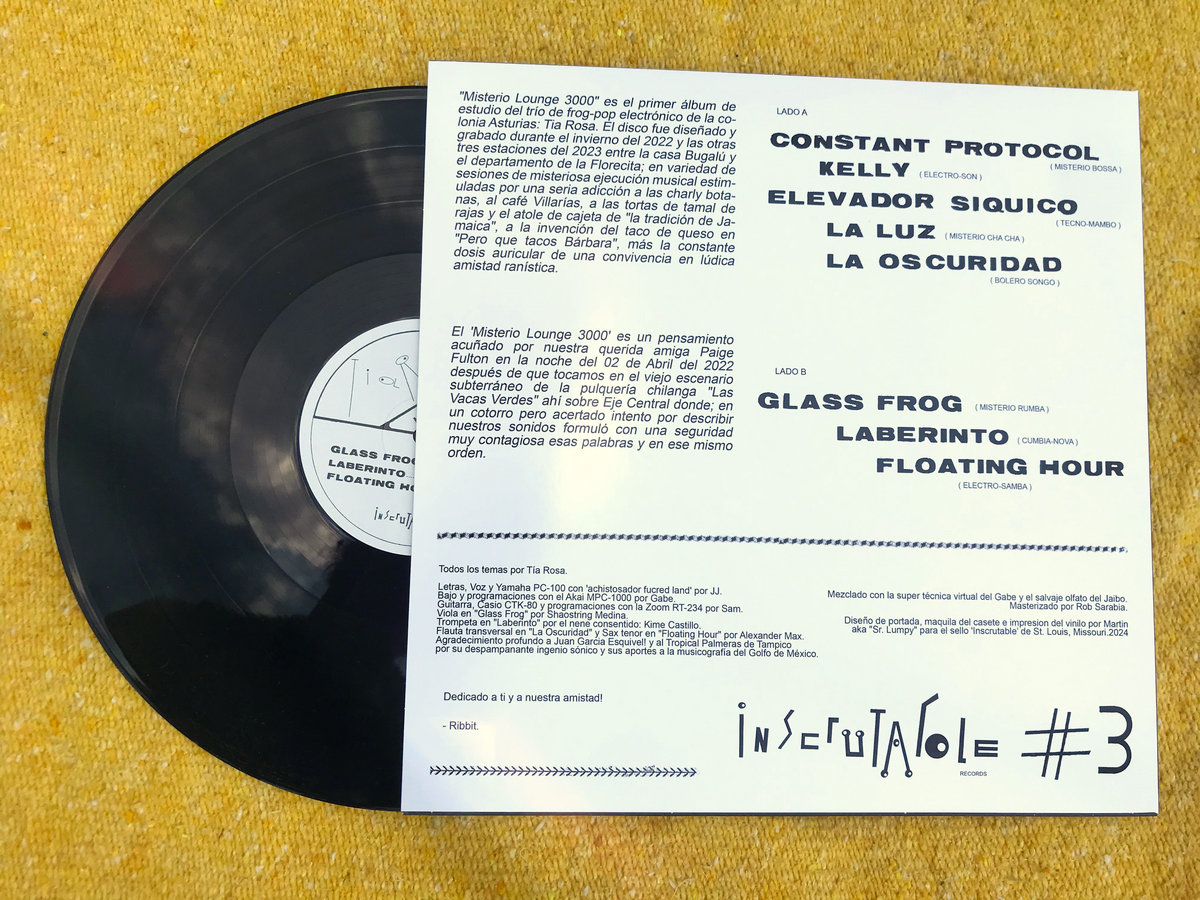 "Misterio Lounge 3000" es el primer álbum de
estudio del trío de frog-pop electrónico de la co-
lonia Asturias: Tia Rosa. El disco fue diseñado y
grabado durante el invierno del 2022 y las otras
tres estaciones del 2023 entre la casa Bugalú y
el departamento de la Florecita; en variedad de
sesiones de misteriosa ejecución musical estim-
uladas por una seria adicción a las charly bota-
nas, al café Villarías, a las tortas de tamal de
rajas y el atole de cajeta de "la tradición de Ja-
maica", a la invención del taco de queso en
"Pero que tacos Bárbara", más la constante
dosis auricular de una convivencia en lúdica
amistad ranística.
El 'Misterio Lounge 3000' es un pensamiento
acuñado por nuestra querida amiga Paige
Fulton en la noche del 02 de Abril del 2022
después de que tocamos en el viejo escenario
subterráneo de la pulquería chilanga "Las
Vacas Verdes" ahí sobre Eje Central donde; en
un cotorro pero acertado intento por describir
nuestros sonidos formuló con una seguridad
muy contagiosa esas palabras y en ese mismo
orden.
LADO A
CONSTANT PROTOCOL
( MISTERIO BOSSA )
KELLY ( ELECTRO-SON )
ELEVADOR SIQUICO
( TECNO-MAMBO )
LA LUZ ( MISTERIO CHA CHA )
LA OSCURIDAD
( BOLERO SONGO )
LADO B
GLASS FROG ( MISTERIO RUMBA )
LABERINTO ( CUMBIA-NOVA )
FLOATING HOUR
( ELECTRO-SAMBA )
Todos los temas por Tía Rosa.
Letras, Voz y Yamaha PC-100 con 'achistosador fucred land' por JJ.
Bajo y programaciones con el Akai MPC-1000 por Gabe.
Guitarra, Casio CTK-80 y programaciones con la Zoom RT-234 por Sam.
Viola en "Glass Frog" por Shaostring Medina.
Trompeta en "Laberinto" por el nene consentido: Kime Castillo.
Flauta transversal en "La Oscuridad" y Sax tenor en "Floating Hour" por Alexander Max.
Agradecimiento profundo a Juan Garcia Esquivel! y al Tropical Palmeras de Tampico
por su despampanante ingenio sónico y sus aportes a la musicografía del Golfo de México.
Mezclado con la super técnica virtual del Gabe y el salvaje olfato del Jaibo.
Masterizado por Rob Sarabia.
Diseño de portada, maquila del casete e impresion del vinilo por Martin
aka "Sr. Lumpy" para el sello 'Inscrutable' de St. Louis, Missouri.2024
Dedicado a ti y a nuestra amistad!
- Ribbit.
INSCRUTABLE #3
RECORDS
TIA
GLASS FROG
LABERINTO
FLOATING HO
INSCRUTA